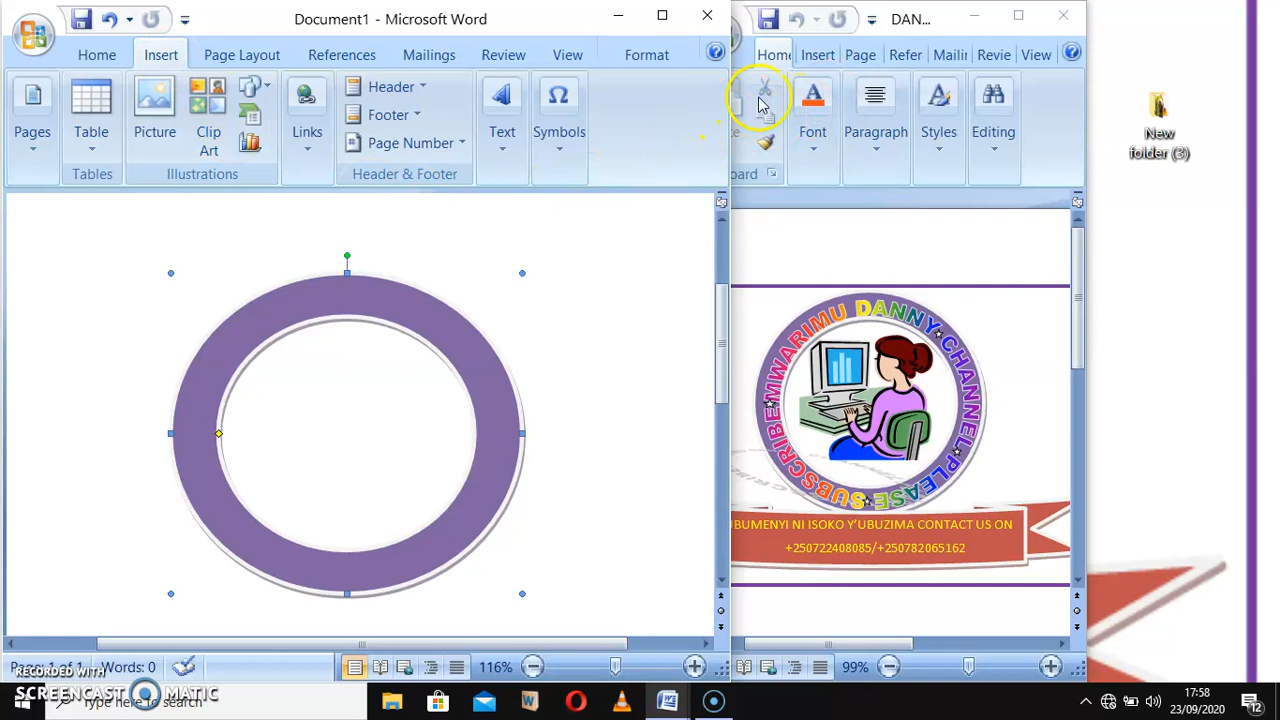 Document1 - Microsoft Word
DAN...
Home
Insert
Page Layout
References
Mailings
Review
View
Format
Home
Insert
Page
Refer
Mailii
Revie
View
Pages
Table
Picture
Clip
Art
Links
Header
Footer
Page Number
Text
Symbols
Font
Paragraph
Styles
Editing
Tables
Illustrations
Header & Footer
New
folder (3)
MWARIMU DANNY CHANNEL PLEASE SUBSCRIBE
UBUMENYI NI ISOKO Y'UBUZIMA CONTACT US ON
+250722408085/+250782065162
Words: 0
116%
99%
RECORDED WITH
SCREENCAST MATIC
Type here to search
17:58
23/09/2020
12